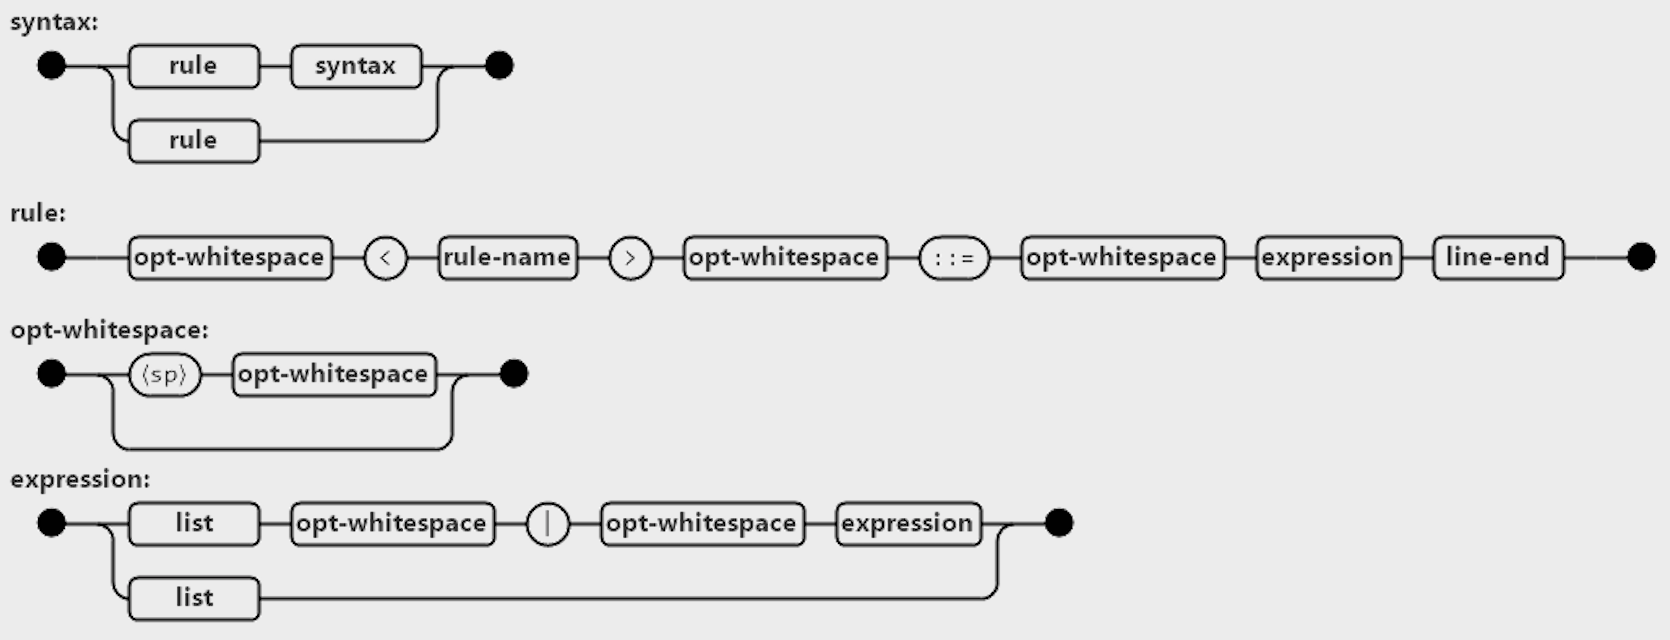 syntax:
rule syntax
rule
rule:
opt-whitespace < rule-name > opt-whitespace ::= opt-whitespace expression line-end
opt-whitespace:
⟨sp⟩ opt-whitespace
expression:
list opt-whitespace | opt-whitespace expression
list